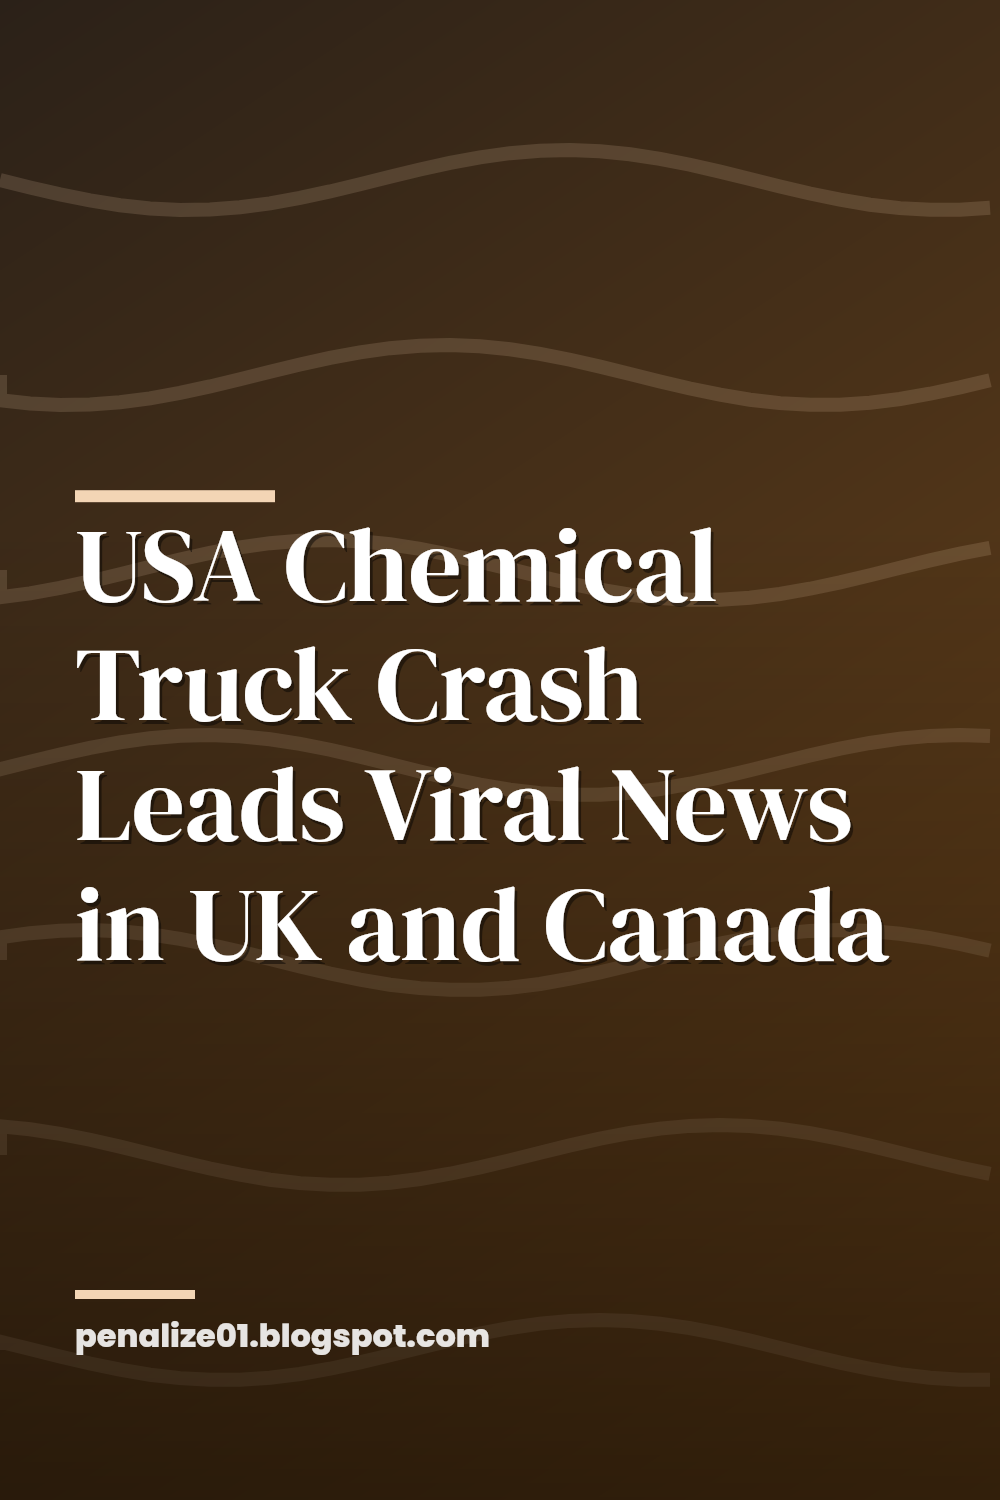 USA Chemical
Truck Crash
Leads Viral News
in UK and Canada
penalize01.blogspot.com